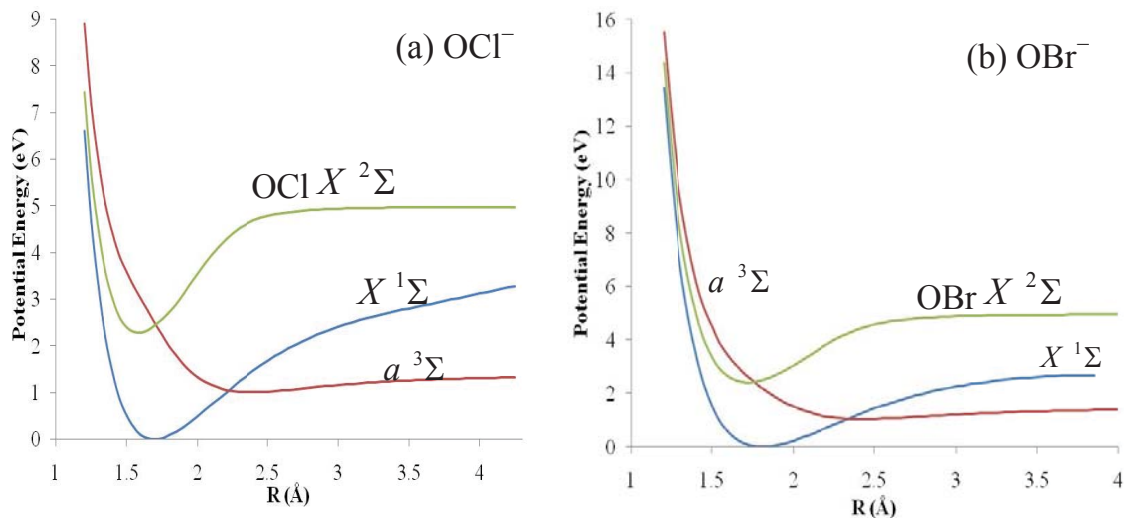 (a) OCl⁻
Potential Energy (eV)
9
8
7
6
5
4
3
2
1
0
OCl X ²Σ
X ¹Σ
a ³Σ
1 1.5 2 2.5 3 3.5 4
R (Å)
(b) OBr⁻
Potential Energy (eV)
16
14
12
10
8
6
4
2
0
a ³Σ
OBr X ²Σ
X ¹Σ
1 1.5 2 2.5 3 3.5 4
R (Å)